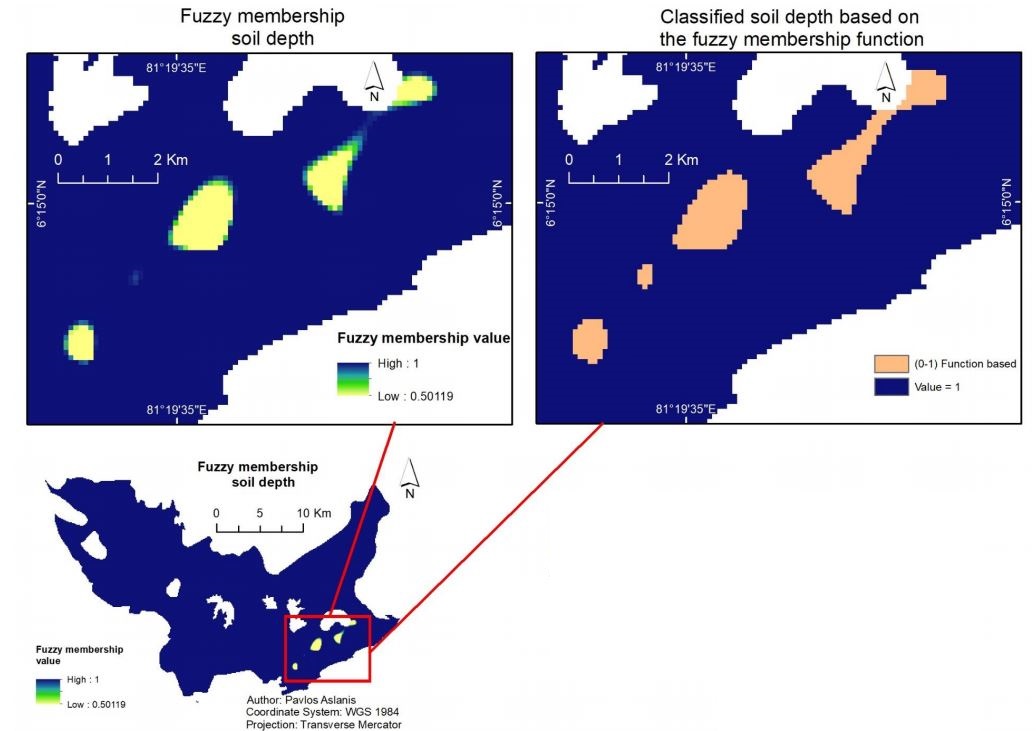 Fuzzy membership
soil depth
81°19'35"E
N
0 1 2 Km
6°15'0"N
6°15'0"N
Fuzzy membership value
High : 1
Low : 0.50119
81°19'35"E
Classified soil depth based on
the fuzzy membership function
81°19'35"E
N
0 1 2 Km
6°15'0"N
6°15'0"N
(0-1) Function based
Value = 1
81°19'35"E
Fuzzy membership
soil depth
N
0 5 10 Km
Fuzzy membership
value
High : 1
Low : 0.50119
Author: Pavlos Aslanis
Coordinate System: WGS 1984
Projection: Transverse Mercator